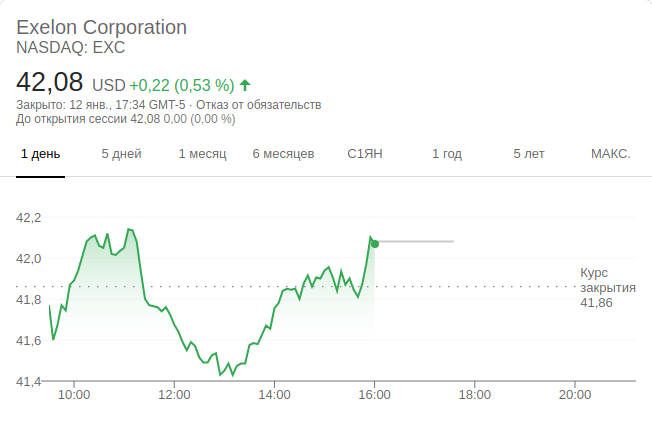 Exelon Corporation
NASDAQ: EXC
42,08 USD +0,22 (0,53 %)
Закрыто: 12 янв., 17:34 GMT-5 · Отказ от обязательств
До открытия сессии 42,08 0,00 (0,00 %)
1 день 5 дней 1 месяц 6 месяцев С1ЯН 1 год 5 лет МАКС.
42,2
42,0
41,8
41,6
41,4
Курс
закрытия
41,86
10:00 12:00 14:00 16:00 18:00 20:00